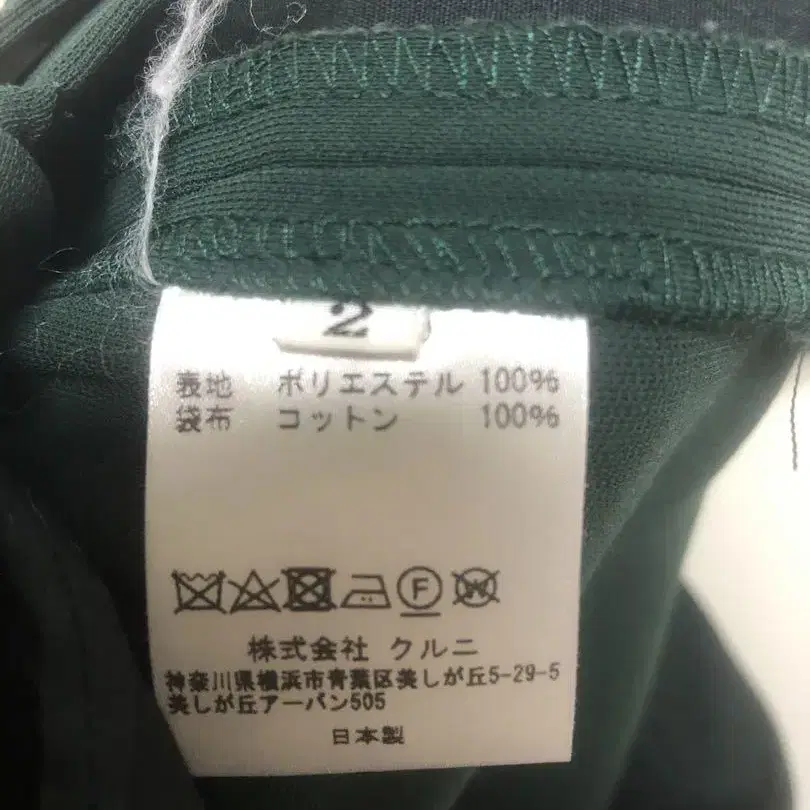 2
表地 ポリエステル 100%
袋布 コットン 100%
F
W
株式会社 クルニ
神奈川県横浜市青葉区美しが丘5-29-5
美しが丘アーバン505
日本製